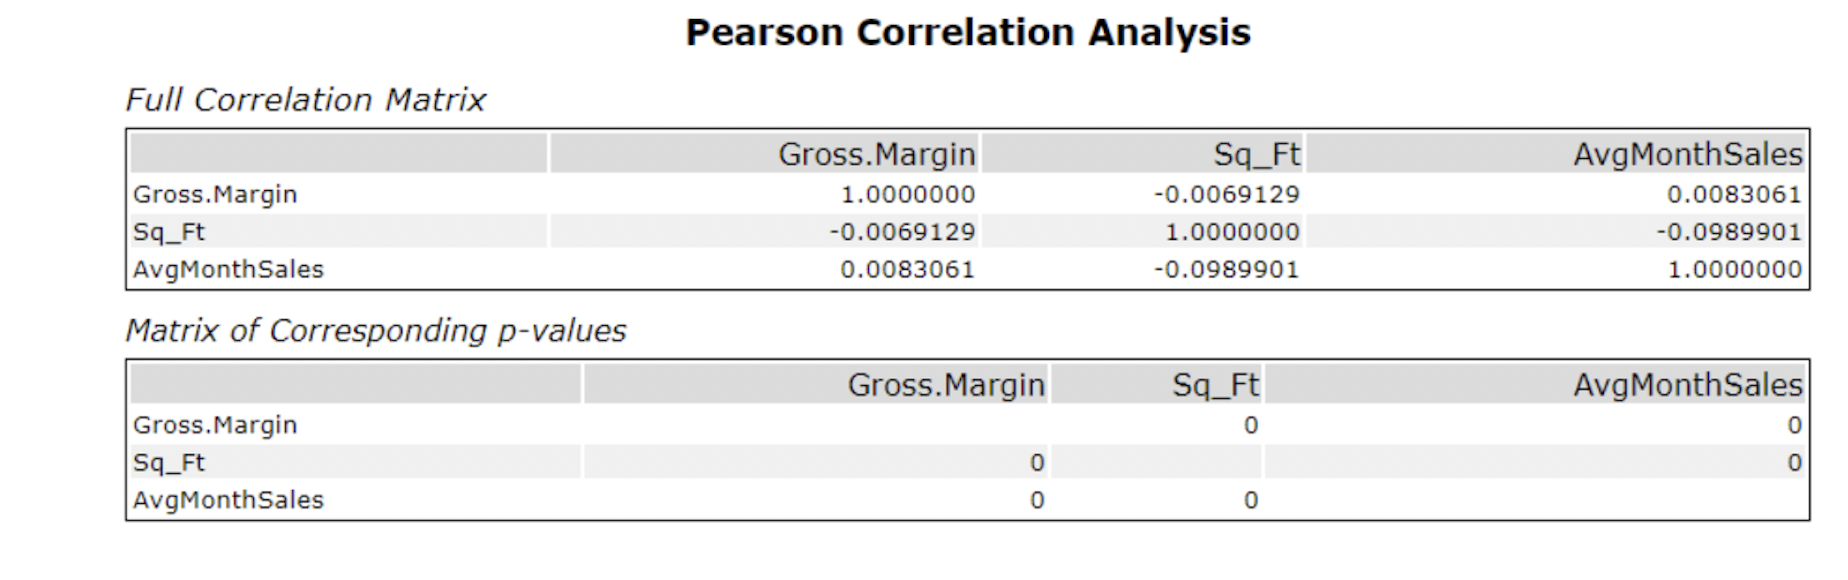 Pearson Correlation Analysis
Full Correlation Matrix
Gross.Margin Sq_Ft AvgMonthSales
Gross.Margin 1.0000000 -0.0069129 0.0083061
Sq_Ft -0.0069129 1.0000000 -0.0989901
AvgMonthSales 0.0083061 -0.0989901 1.0000000
Matrix of Corresponding p-values
Gross.Margin Sq_Ft AvgMonthSales
Gross.Margin 0 0
Sq_Ft 0 0
AvgMonthSales 0 0